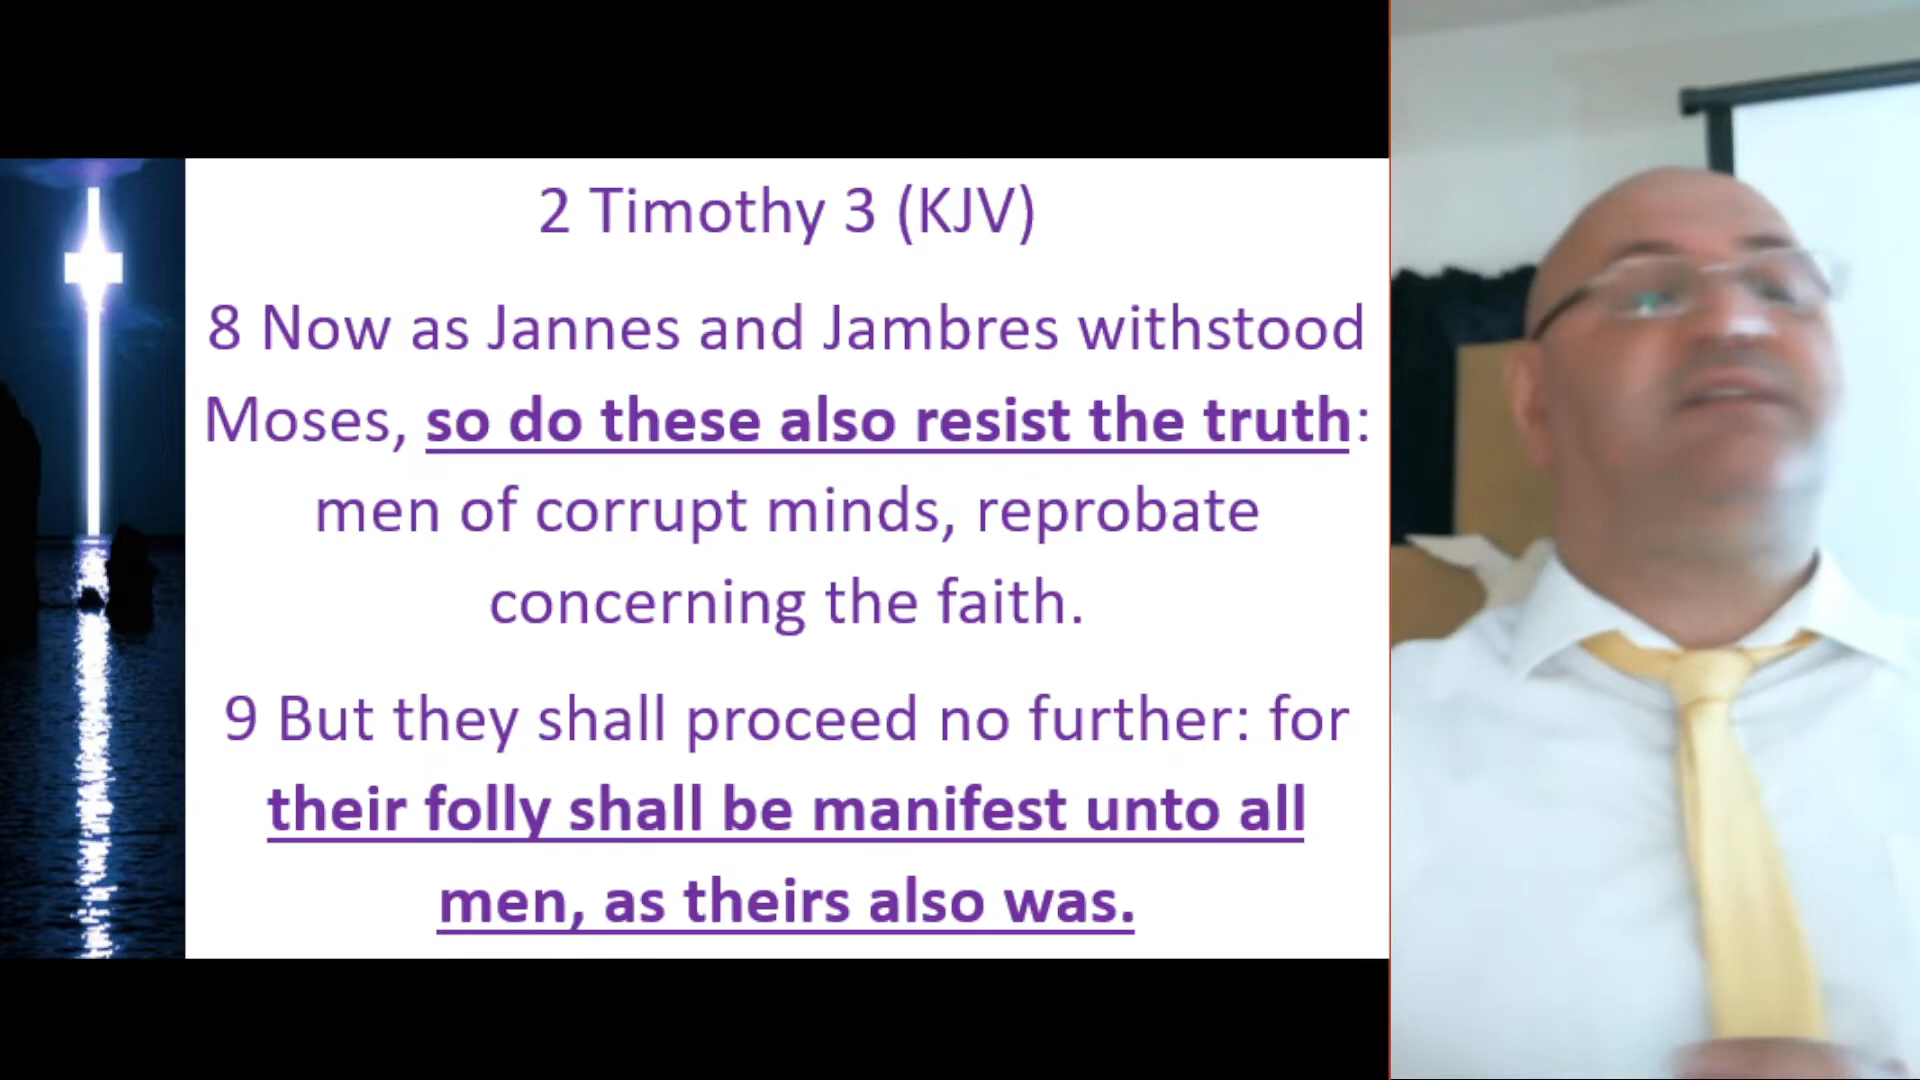 2 Timothy 3 (KJV)
8 Now as Jannes and Jambres withstood
Moses, so do these also resist the truth:
men of corrupt minds, reprobate
concerning the faith.
9 But they shall proceed no further: for
their folly shall be manifest unto all
men, as theirs also was.